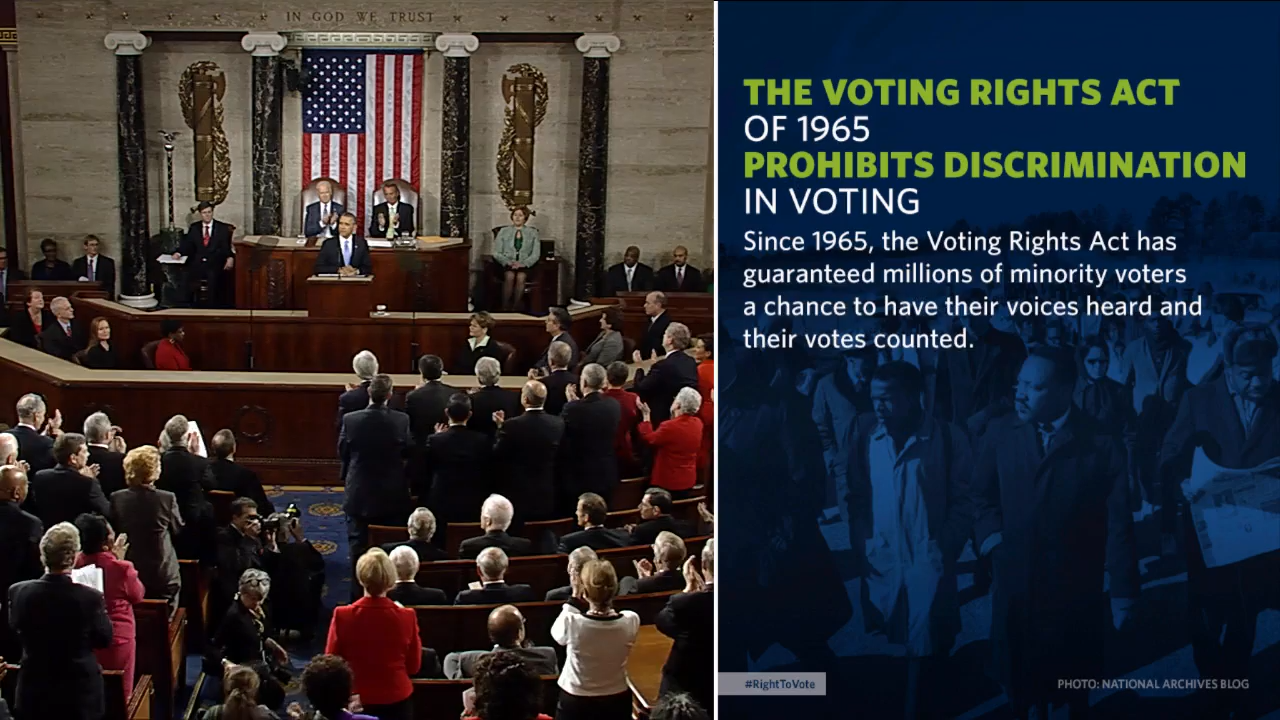 IN GOD WE TRUST
THE VOTING RIGHTS ACT
OF 1965
PROHIBITS DISCRIMINATION
IN VOTING
Since 1965, the Voting Rights Act has
guaranteed millions of minority voters
a chance to have their voices heard and
their votes counted.
#RightToVote
PHOTO: NATIONAL ARCHIVES BLOG